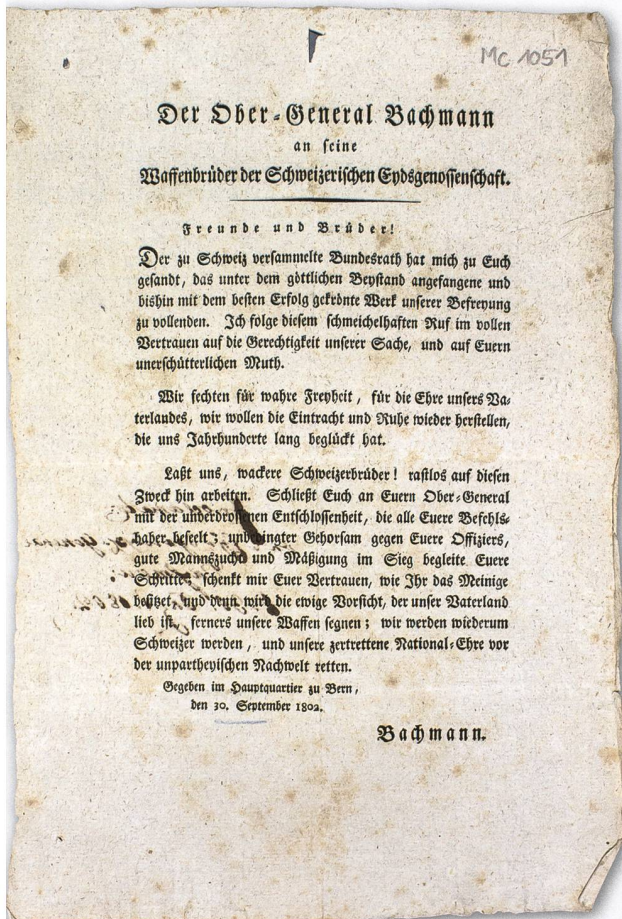 MC 1051
Der Ober-General Bachmann
an seine
Waffenbrüder der Schweizerischen Eydsgenossenschaft.
Freunde und Brüder!
Der zu Schweiz versammelte Bundesrath hat mich zu Euch
gesandt, das unter dem göttlichen Beystand angefangene und
bishin mit dem besten Erfolg gekrönte Werk unserer Befreyung
zu vollenden. Ich folge diesem schmeichelhaften Ruf im vollen
Vertrauen auf die Gerechtigkeit unserer Sache, und auf Euern
unerschütterlichen Muth.
Wir fechten für wahre Freyheit, für die Ehre unsers Va-
terlandes, wir wollen die Eintracht und Ruhe wieder herstellen,
die uns Jahrhunderte lang beglückt hat.
Laßt uns, wackere Schweizerbrüder! rastlos auf diesen
Zweck hin arbeiten. Schließt Euch an Euern Ober-General
mit der unverdrossenen Entschlossenheit, die alle Euere Befehls-
haber beseelt; unbedingter Gehorsam gegen Euere Offiziers,
gute Mannszucht und Mäßigung im Sieg begleite Euere
Schritte, schenkt mir Euer Vertrauen, wie Ihr das Meinige
besitzet, und denn wird die ewige Vorsicht, der unser Vaterland
lieb ist, ferners unsere Waffen segnen; wir werden wiederum
Schweizer werden, und unsere zertrettene National-Ehre vor
der unpartheyischen Nachwelt retten.
Gegeben im Hauptquartier zu Bern,
den 30. September 1802.
Bachmann.